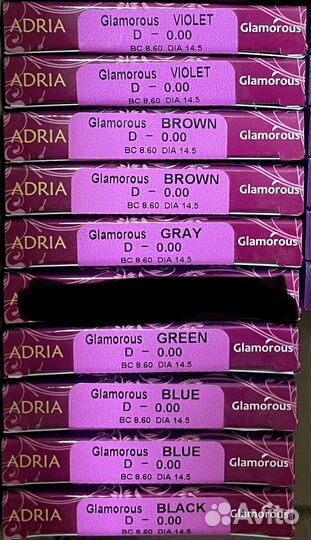 ADRIA Glamorous VIOLET Glamorous
D - 0.00
BC 8.60 DIA 14.5
ADRIA Glamorous VIOLET Glamorous
D - 0.00
BC 8.60 DIA 14.5
ADRIA Glamorous BROWN Glamorous
D - 0.00
BC 8.60 DIA 14.5
ADRIA Glamorous BROWN Glamorous
D - 0.00
BC 8.60 DIA 14.5
ADRIA Glamorous GRAY Glamorous
D - 0.00
BC 8.60 DIA 14.5
ADRIA Glamorous GREEN Glamorous
D - 0.00
BC 8.60 DIA 14.5
ADRIA Glamorous BLUE Glamorous
D - 0.00
BC 8.60 DIA 14.5
ADRIA Glamorous BLUE Glamorous
D - 0.00
BC 8.60 DIA 14.5
ADRIA Glamorous BLACK Glamorous
D - 0.00
BC 8.60 DIA 14.5
Avito